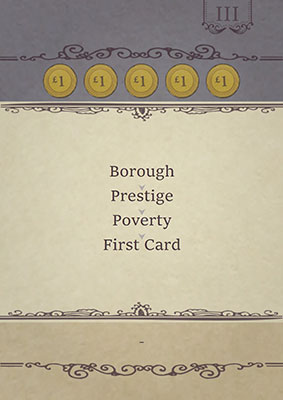 III
£1 £1 £1 £1 £1
Borough
Prestige
Poverty
First Card
-